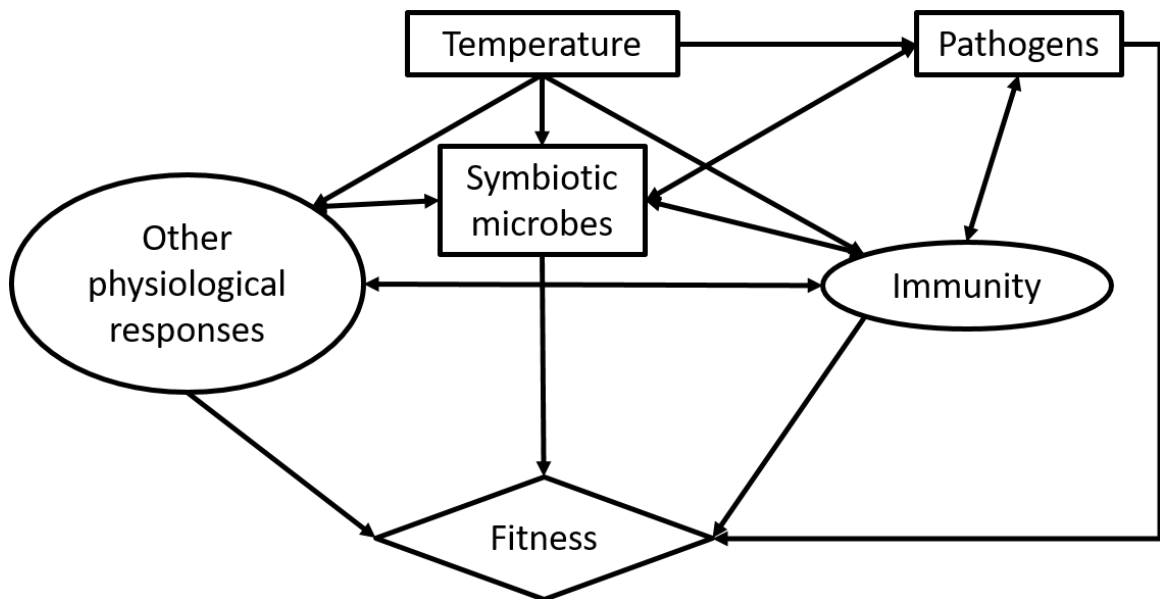 Temperature
Pathogens
Symbiotic
microbes
Other
physiological
responses
Immunity
Fitness